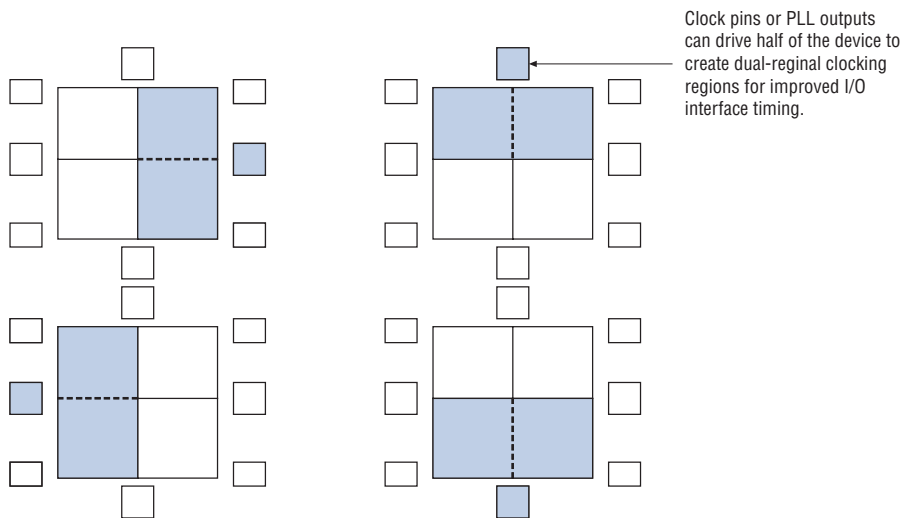 Clock pins or PLL outputs
can drive half of the device to
create dual-reginal clocking
regions for improved I/O
interface timing.